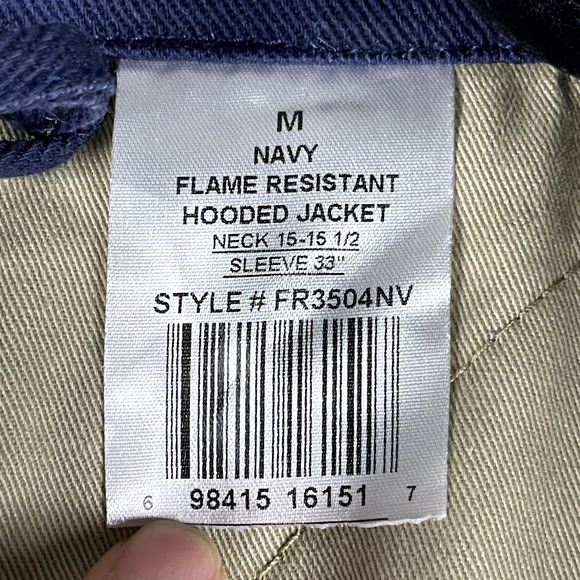 M
NAVY
FLAME RESISTANT
HOODED JACKET
NECK 15-15 1/2
SLEEVE 33"
STYLE # FR3504NV
6 98415 16151 7